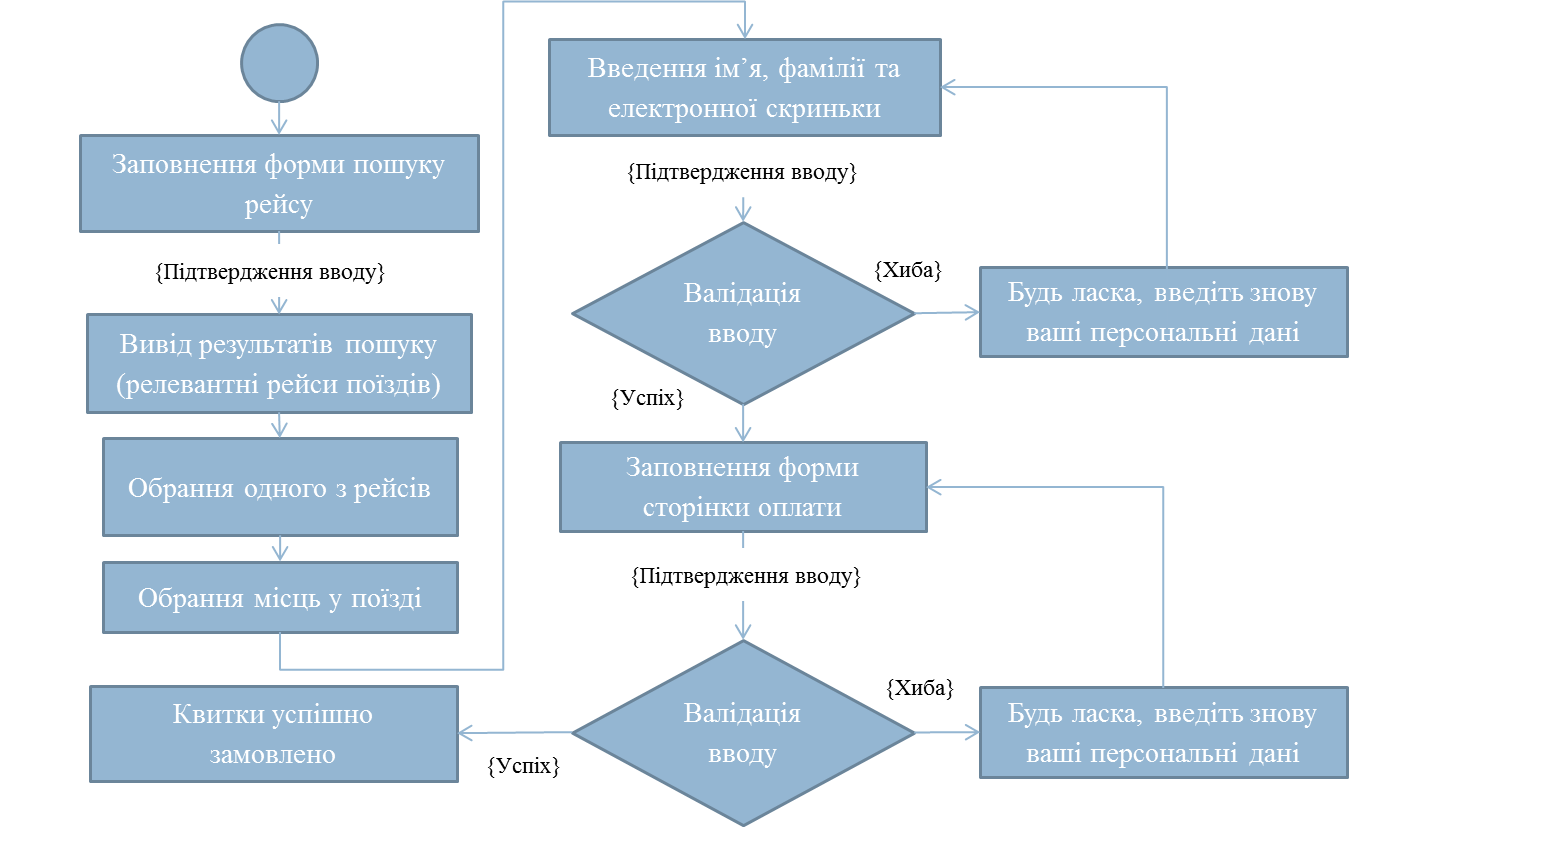 Заповнення форми пошуку
рейсу
{Підтвердження вводу}
Вивід результатів пошуку
(релевантні рейси поїздів)
Обрання одного з рейсів
Обрання місць у поїзді
Введення ім’я, фамілії та
електронної скриньки
{Підтвердження вводу}
Валідація
вводу
{Хиба}
Будь ласка, введіть знову
ваші персональні дані
{Успіх}
Заповнення форми
сторінки оплати
{Підтвердження вводу}
Валідація
вводу
{Хиба}
Будь ласка, введіть знову
ваші персональні дані
{Успіх}
Квитки успішно
замовлено